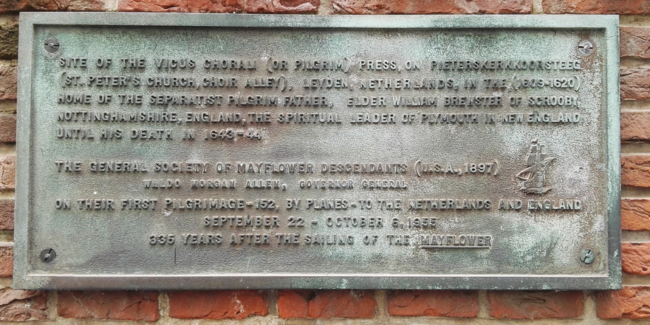 SITE OF THE VICUS CHORALI (OR PILGRIM) PRESS, ON PIETERSKERKKOORSTEEG
(ST. PETER'S CHURCH, CHOIR ALLEY), LEYDEN, NETHERLANDS, IN THE (1605-1620)
HOME OF THE SEPARATIST PILGRIM FATHER, ELDER WILLIAM BREWSTER OF SCROOBY,
NOTTINGHAMSHIRE, ENGLAND, THE SPIRITUAL LEADER OF PLYMOUTH IN NEW ENGLAND
UNTIL HIS DEATH IN 1643-44.
THE GENERAL SOCIETY OF MAYFLOWER DESCENDANTS (U.S.A., 1897)
WALDO MORGAN ALLEN, GOVERNOR GENERAL
ON THEIR FIRST PILGRIMAGE-152, BY PLANES-TO THE NETHERLANDS AND ENGLAND
SEPTEMBER 22 - OCTOBER 6, 1955
335 YEARS AFTER THE SAILING OF THE MAYFLOWER